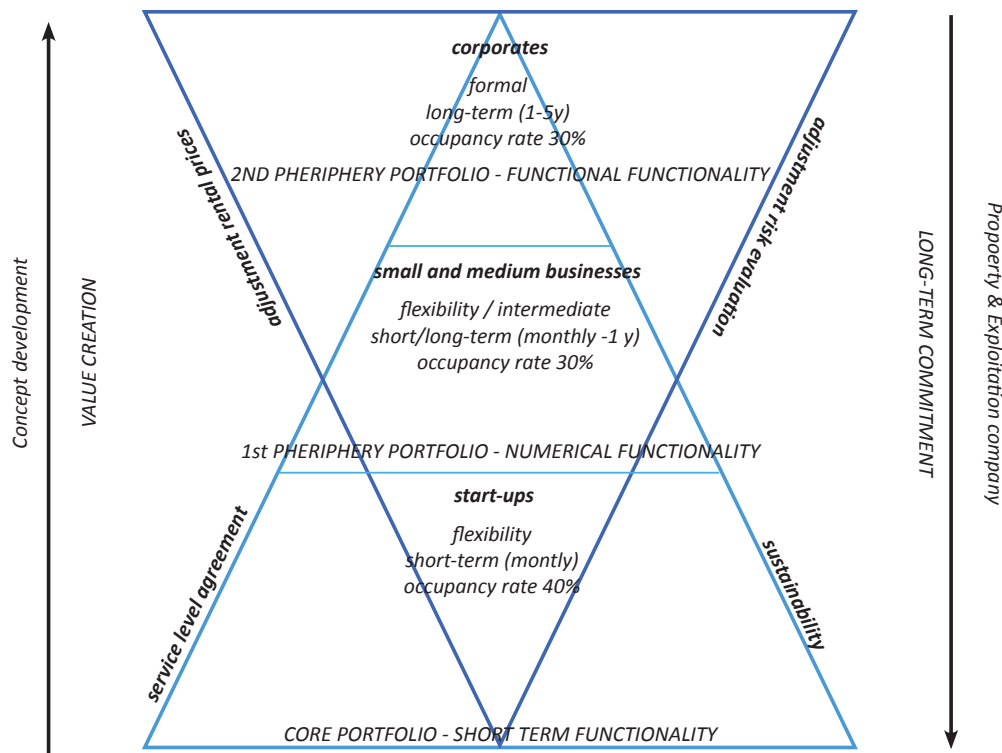 corporates
formal
long-term (1-5y)
occupancy rate 30%
2ND PHERIPHERY PORTFOLIO - FUNCTIONAL FUNCTIONALITY
adjustment rental prices
adjustment risk evaluation
small and medium businesses
flexibility / intermediate
short/long-term (monthly -1 y)
occupancy rate 30%
Concept development
VALUE CREATION
LONG-TERM COMMITMENT
Propoerty & Exploitation company
1st PHERIPHERY PORTFOLIO - NUMERICAL FUNCTIONALITY
start-ups
flexibility
short-term (montly)
occupancy rate 40%
service level agreement
sustainability
CORE PORTFOLIO - SHORT TERM FUNCTIONALITY